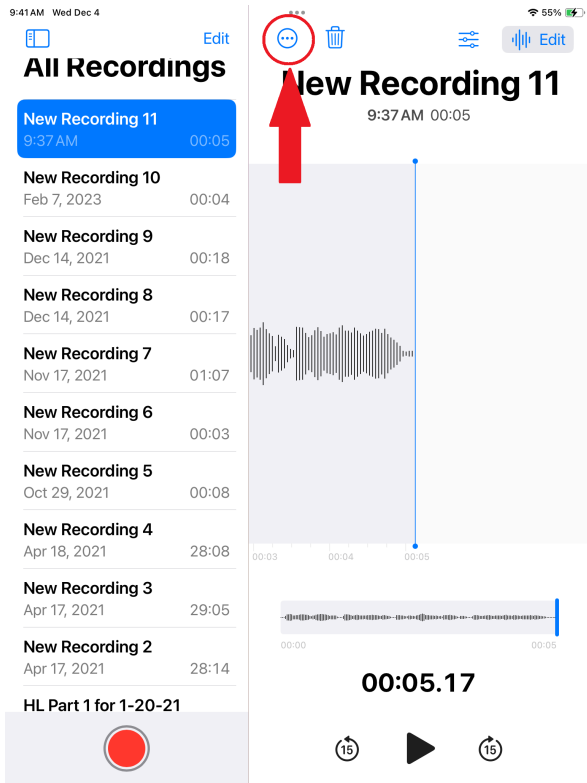 9:41 AM Wed Dec 4
55%
Edit
All Recordings
New Recording 11
9:37 AM 00:05
New Recording 10
Feb 7, 2023 00:04
New Recording 9
Dec 14, 2021 00:18
New Recording 8
Dec 14, 2021 00:17
New Recording 7
Nov 17, 2021 01:07
New Recording 6
Nov 17, 2021 00:03
New Recording 5
Oct 29, 2021 00:08
New Recording 4
Apr 18, 2021 28:08
New Recording 3
Apr 17, 2021 29:05
New Recording 2
Apr 17, 2021 28:14
HL Part 1 for 1-20-21
Edit
New Recording 11
9:37 AM 00:05
00:03 00:04 00:05
00:00 00:05
00:05.17
15 15